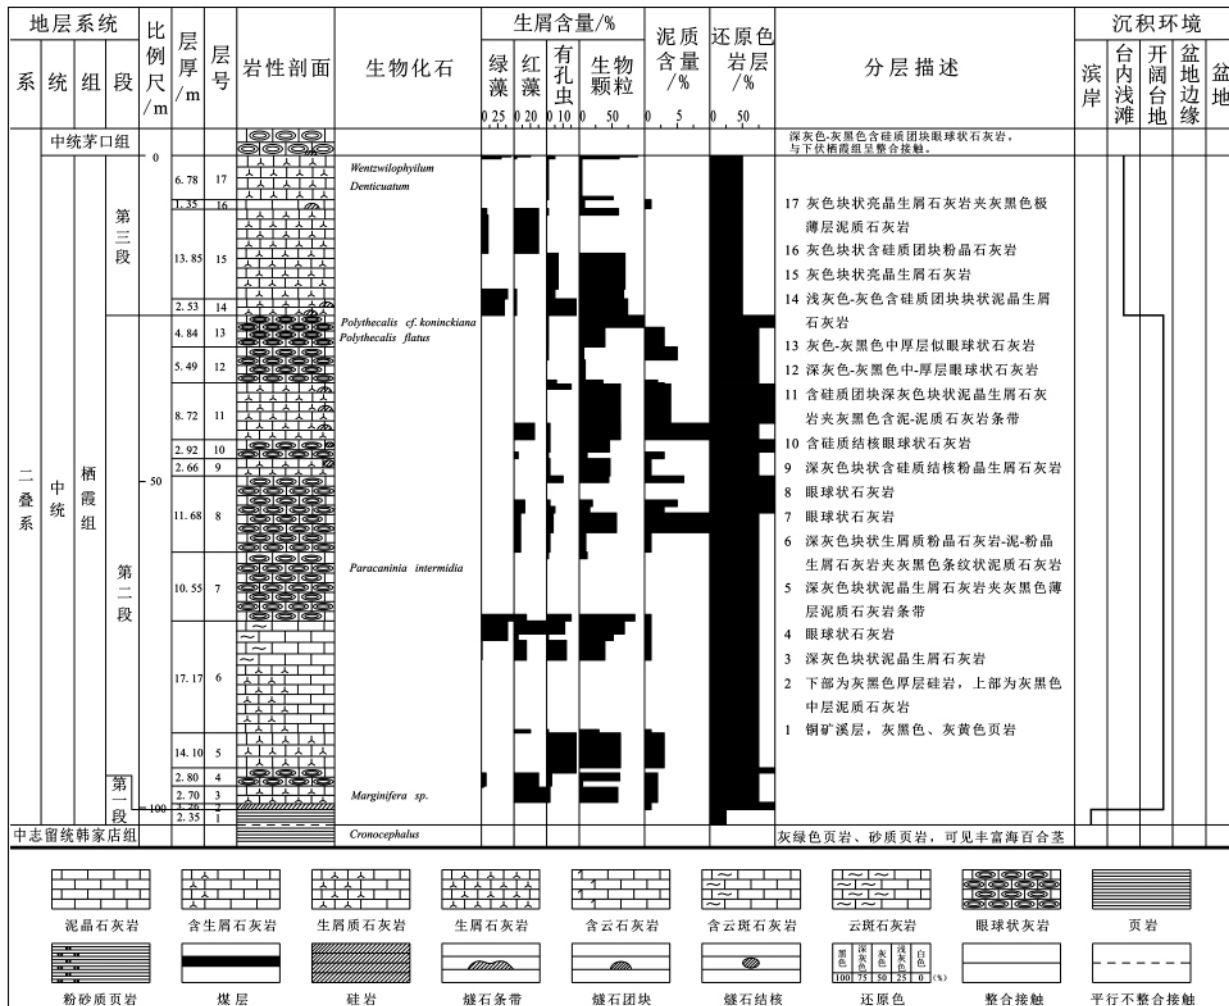 地层系统
系
统
组
段
比例尺/m
层厚/m
层号
岩性剖面
生物化石
生屑含量/%
绿藻
红藻
有孔虫
生物颗粒
0 25
0 20
0 10
0 50
泥质含量/%
0 5
还原色岩层/%
0 50
分层描述
沉积环境
滨岸
台内浅滩
开阔台地
盆地边缘
盆地
中统茅口组
深灰色-灰黑色含硅质团块眼球状石灰岩，
与下伏栖霞组呈整合接触。
二叠系
中统
栖霞组
第三段
第二段
第一段
0
50
100
6.78 17
1.35 16
13.85 15
2.53 14
4.84 13
5.49 12
8.72 11
2.92 10
2.66 9
11.68 8
10.55 7
17.17 6
14.10 5
2.80 4
2.70 3
1.26 2
2.35 1
Wentzwilophyilum
Denticuatum
Polythecalis cf. koninckiana
Polythecalis flatus
Paracaninia intermidia
Marginifera sp.
Cronocephalus
17 灰色块状亮晶生屑石灰岩夹灰黑色极
薄层泥质石灰岩
16 灰色块状含硅质团块粉晶石灰岩
15 灰色块状亮晶生屑石灰岩
14 浅灰色-灰色含硅质团块块状泥晶生屑
石灰岩
13 灰色-灰黑色中厚层似眼球状石灰岩
12 深灰色-灰黑色中-厚层眼球状石灰岩
11 含硅质团块深灰色块状泥晶生屑石灰
岩夹灰黑色含泥-泥质石灰岩条带
10 含硅质结核眼球状石灰岩
9 深灰色块状含硅质结核粉晶生屑石灰岩
8 眼球状石灰岩
7 眼球状石灰岩
6 深灰色块状生屑质粉晶石灰岩-泥-粉晶
生屑石灰岩夹灰黑色条纹状泥质石灰岩
5 深灰色块状泥晶生屑石灰岩夹灰黑色薄
层泥质石灰岩条带
4 眼球状石灰岩
3 深灰色块状泥晶生屑石灰岩
2 下部为灰黑色厚层硅岩，上部为灰黑色
中层泥质石灰岩
1 铜矿溪层，灰黑色、灰黄色页岩
中志留统韩家店组
灰绿色页岩、砂质页岩，可见丰富海百合茎
泥晶石灰岩
含生屑石灰岩
生屑质石灰岩
生屑石灰岩
含云石灰岩
含云斑石灰岩
云斑石灰岩
眼球状灰岩
页岩
粉砂质页岩
煤层
硅岩
燧石条带
燧石团块
燧石结核
黑色 深灰色 灰色 浅灰色 白色
100 75 50 25 0 (%)
还原色
整合接触
平行不整合接触